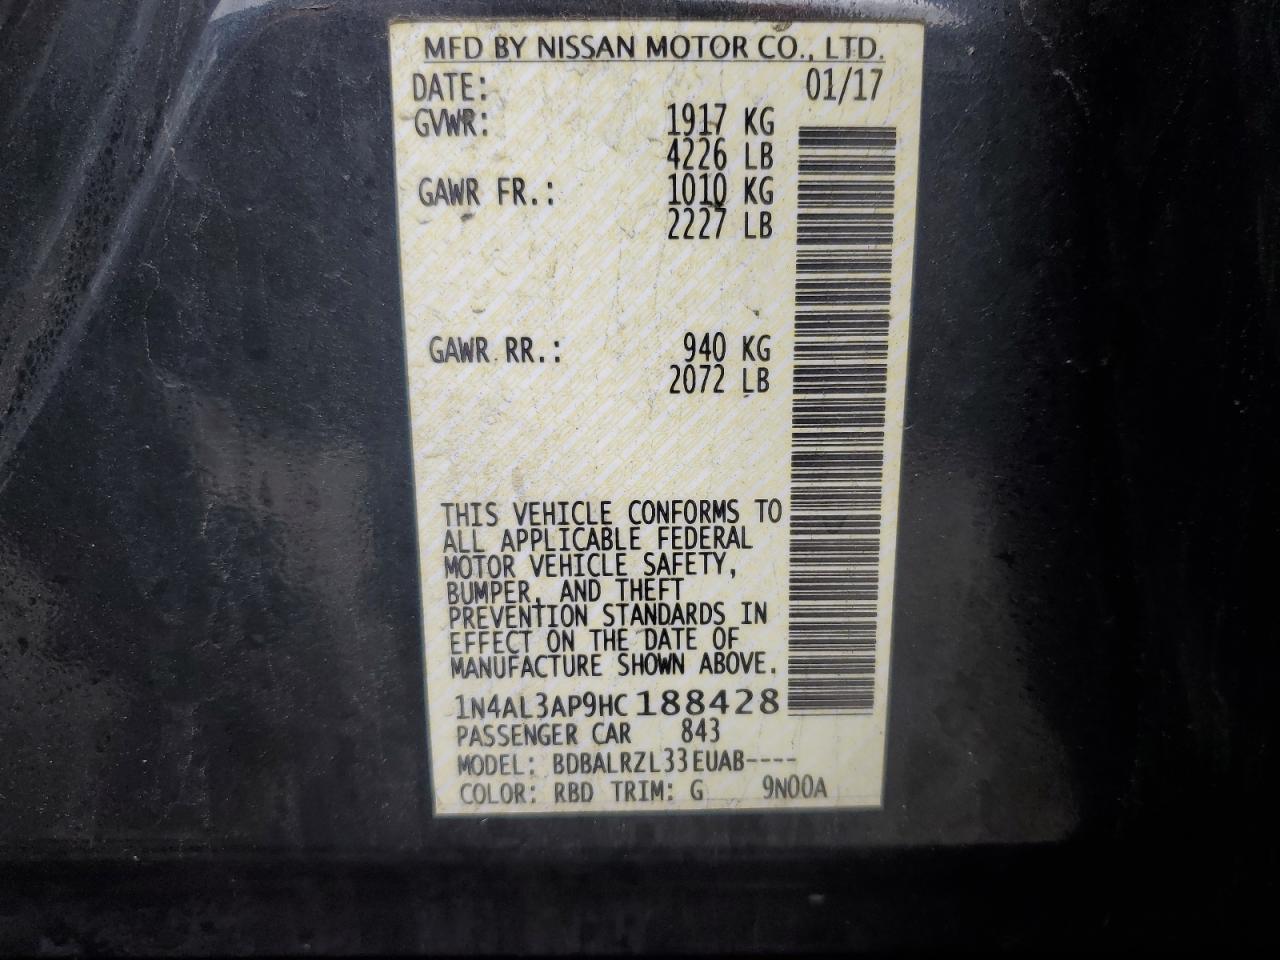 MFD BY NISSAN MOTOR CO., LTD.
DATE: 01/17
GVWR: 1917 KG
4226 LB
GAWR FR.: 1010 KG
2227 LB
GAWR RR.: 940 KG
2072 LB
THIS VEHICLE CONFORMS TO
ALL APPLICABLE FEDERAL
MOTOR VEHICLE SAFETY,
BUMPER, AND THEFT
PREVENTION STANDARDS IN
EFFECT ON THE DATE OF
MANUFACTURE SHOWN ABOVE.
1N4AL3AP9HC188428
PASSENGER CAR 843
MODEL: BDBALRZL33EUAB----
COLOR: RBD TRIM: G 9N00A